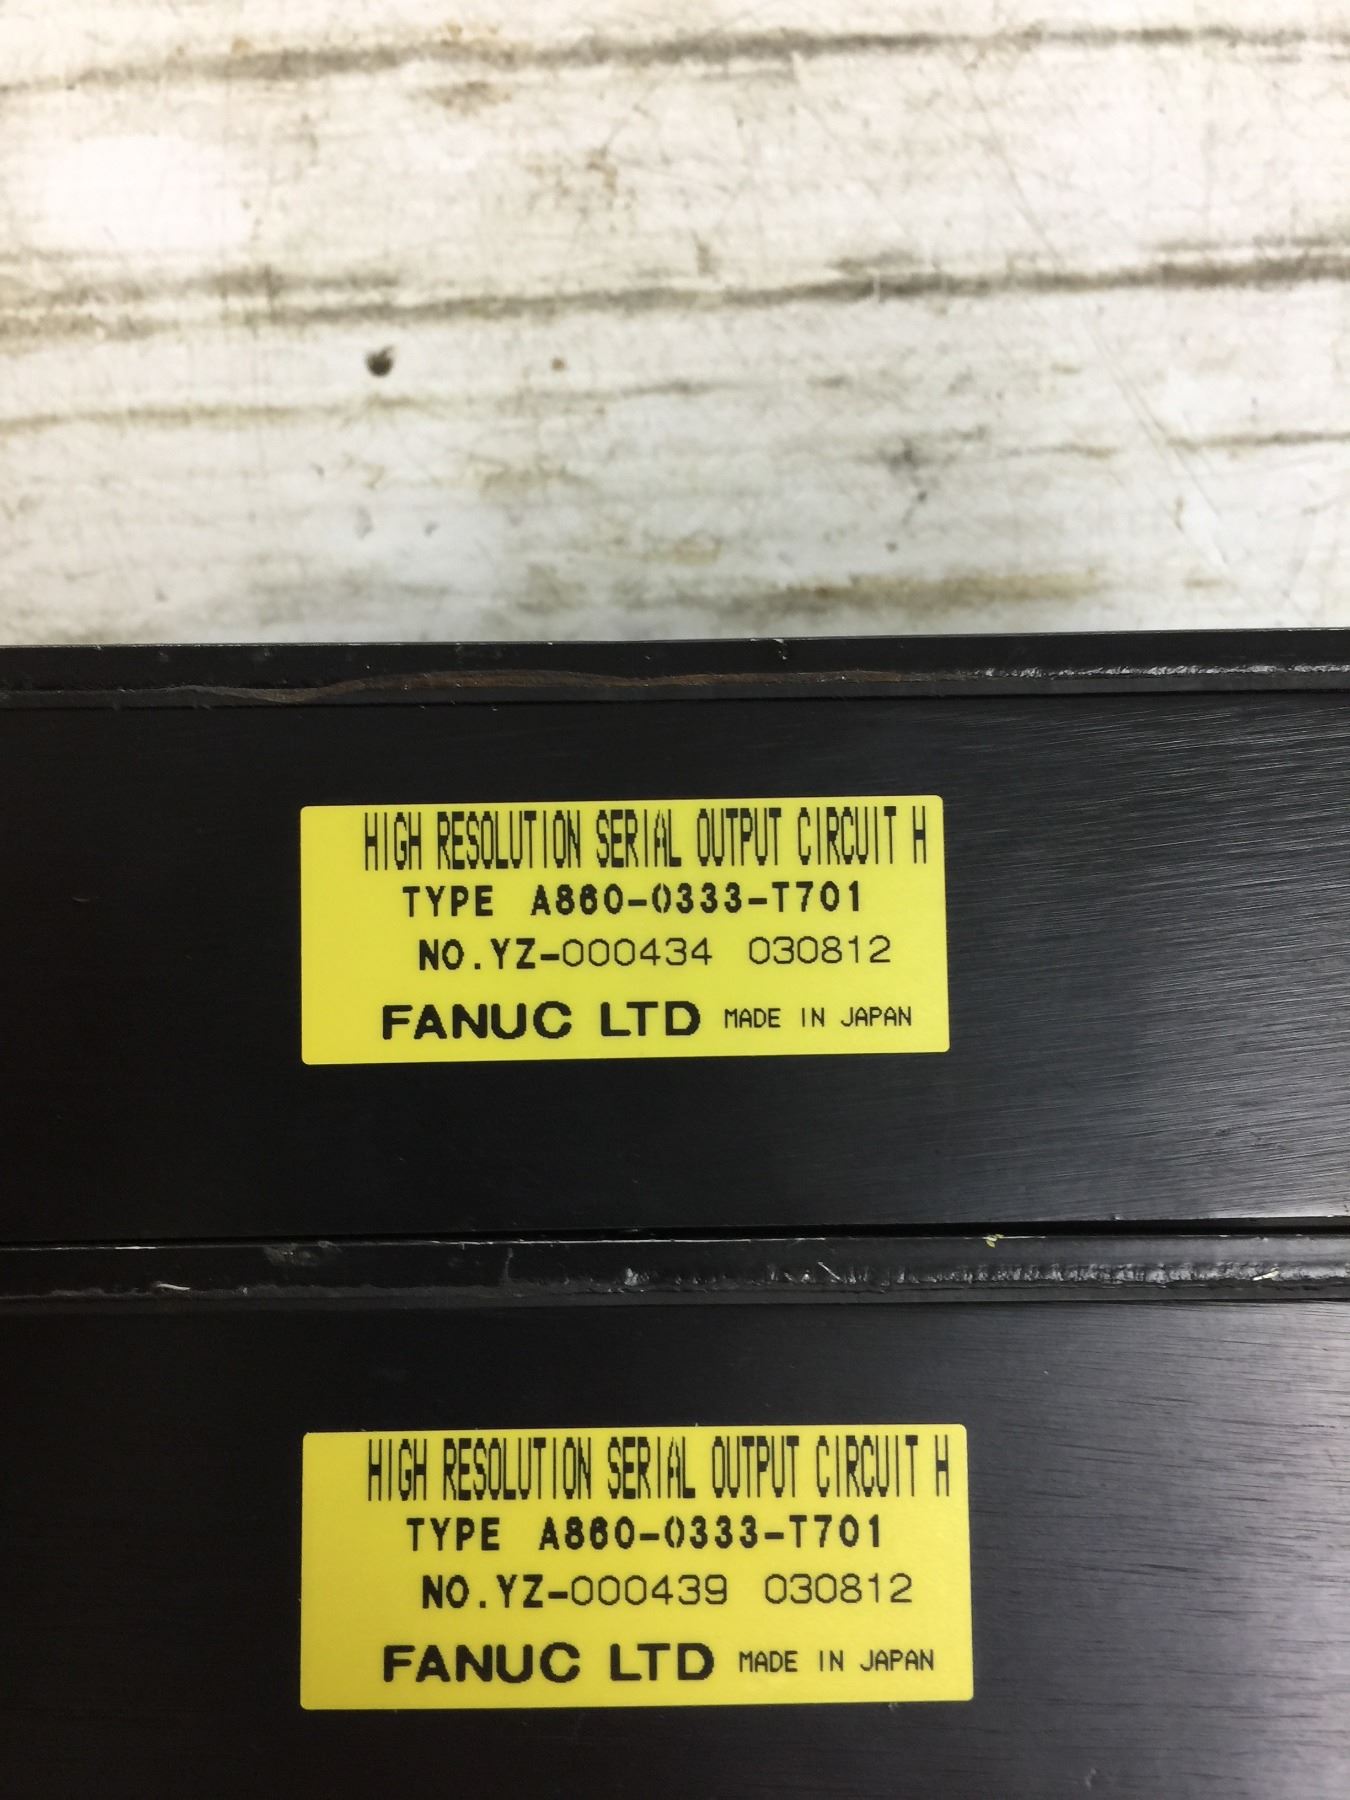 HIGH RESOLUTION SERIAL OUTPUT CIRCUIT H
TYPE A860-0333-T701
NO.YZ-000434 030812
FANUC LTD MADE IN JAPAN
HIGH RESOLUTION SERIAL OUTPUT CIRCUIT H
TYPE A860-0333-T701
NO.YZ-000439 030812
FANUC LTD MADE IN JAPAN